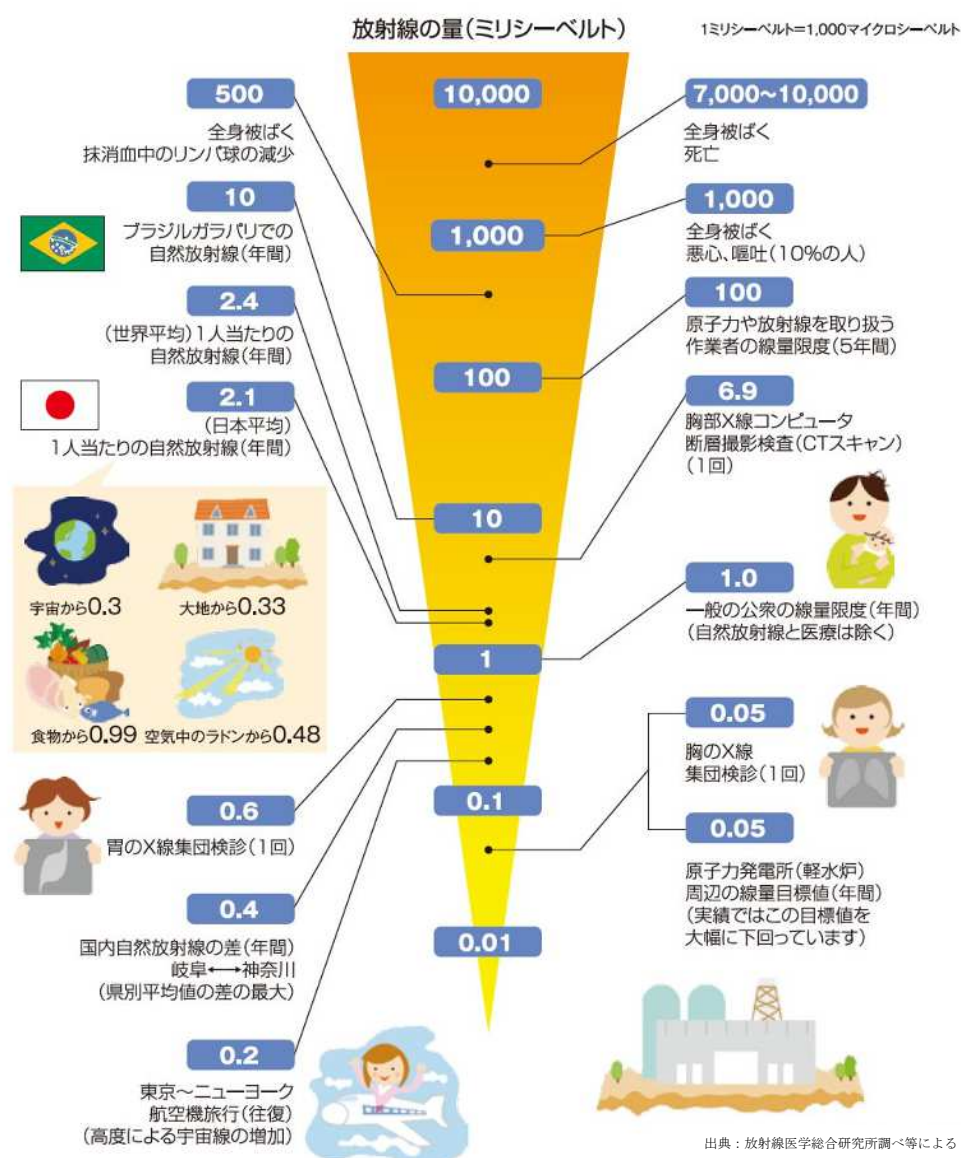 放射線の量(ミリシーベルト)
1ミリシーベルト=1,000マイクロシーベルト
500
全身被ばく
抹消血中のリンパ球の減少
10
ブラジルガラパリでの
自然放射線(年間)
2.4
(世界平均)1人当たりの
自然放射線(年間)
2.1
(日本平均)
1人当たりの自然放射線(年間)
宇宙から0.3
大地から0.33
食物から0.99
空気中のラドンから0.48
0.6
胃のX線集団検診(1回)
0.4
国内自然放射線の差(年間)
岐阜⟷神奈川
(県別平均値の差の最大)
0.2
東京〜ニューヨーク
航空機旅行(往復)
(高度による宇宙線の増加)
10,000
1,000
100
10
1
0.1
0.01
7,000〜10,000
全身被ばく
死亡
1,000
全身被ばく
悪心、嘔吐(10%の人)
100
原子力や放射線を取り扱う
作業者の線量限度(5年間)
6.9
胸部X線コンピュータ
断層撮影検査(CTスキャン)
(1回)
1.0
一般の公衆の線量限度(年間)
(自然放射線と医療は除く)
0.05
胸のX線
集団検診(1回)
0.05
原子力発電所(軽水炉)
周辺の線量目標値(年間)
(実績ではこの目標値を
大幅に下回っています)
出典:放射線医学総合研究所調べ等による